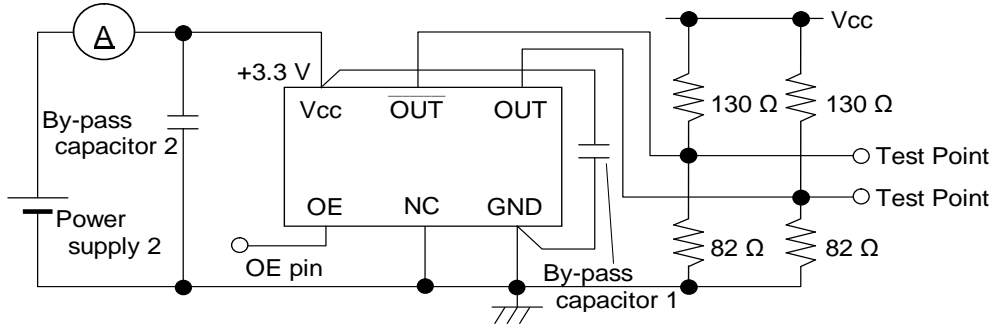 A
Vcc
+3.3 V
Vcc
OUT
OUT
130 Ω
130 Ω
By-pass
capacitor 2
Test Point
Test Point
OE
NC
GND
Power
supply 2
82 Ω
82 Ω
OE pin
By-pass
capacitor 1